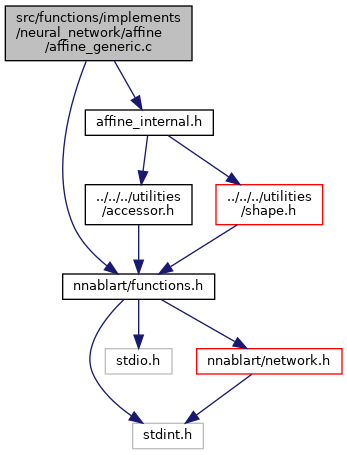 src/functions/implements
/neural_network/affine
/affine_generic.c
affine_internal.h
../../../utilities
/accessor.h
../../../utilities
/shape.h
nnablart/functions.h
stdio.h
nnablart/network.h
stdint.h